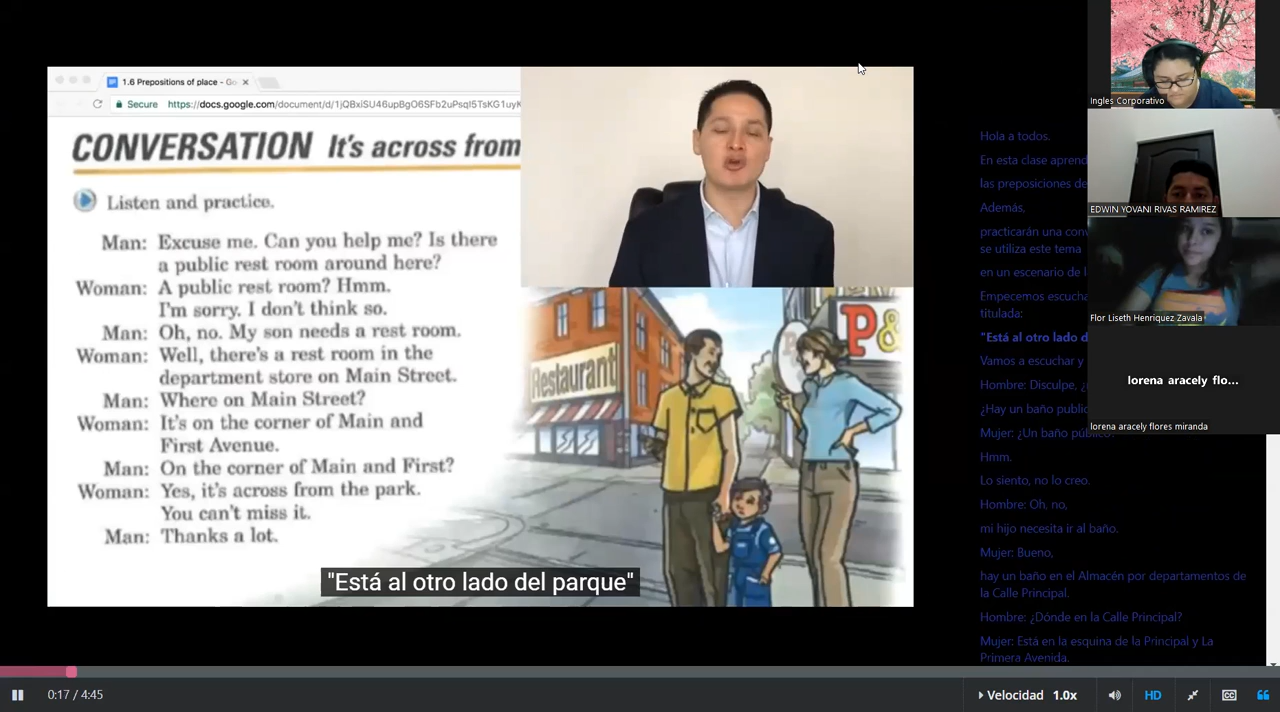 1.6 Prepositions of place - Go
Secure https://docs.google.com/document/d/1jQBxiSU46upBgO6SFb2uPsqI5TsKG1uyK
CONVERSATION It's across from
Listen and practice.
Man: Excuse me. Can you help me? Is there
a public rest room around here?
Woman: A public rest room? Hmm.
I'm sorry. I don't think so.
Man: Oh, no. My son needs a rest room.
Woman: Well, there's a rest room in the
department store on Main Street.
Man: Where on Main Street?
Woman: It's on the corner of Main and
First Avenue.
Man: On the corner of Main and First?
Woman: Yes, it's across from the park.
You can't miss it.
Man: Thanks a lot.
Restaurant
P&
"Está al otro lado del parque"
Hola a todos.
En esta clase aprend
las preposiciones de
Además,
practicarán una conv
se utiliza este tema
en un escenario de l
Empecemos escucha
titulada:
"Está al otro lado d
Vamos a escuchar y
Hombre: Disculpe, ¿
¿Hay un baño public
Mujer: ¿Un baño público?
Hmm.
Lo siento, no lo creo.
Hombre: Oh, no,
mi hijo necesita ir al baño.
Mujer: Bueno,
hay un baño en el Almacén por departamentos de
la Calle Principal.
Hombre: ¿Dónde en la Calle Principal?
Mujer: Está en la esquina de la Principal y La
Primera Avenida.
Ingles Corporativo
EDWIN YOVANI RIVAS RAMIREZ
Flor Liseth Henriquez Zavala
lorena aracely flo...
lorena aracely flores miranda
0:17 / 4:45
Velocidad 1.0x
HD
CC